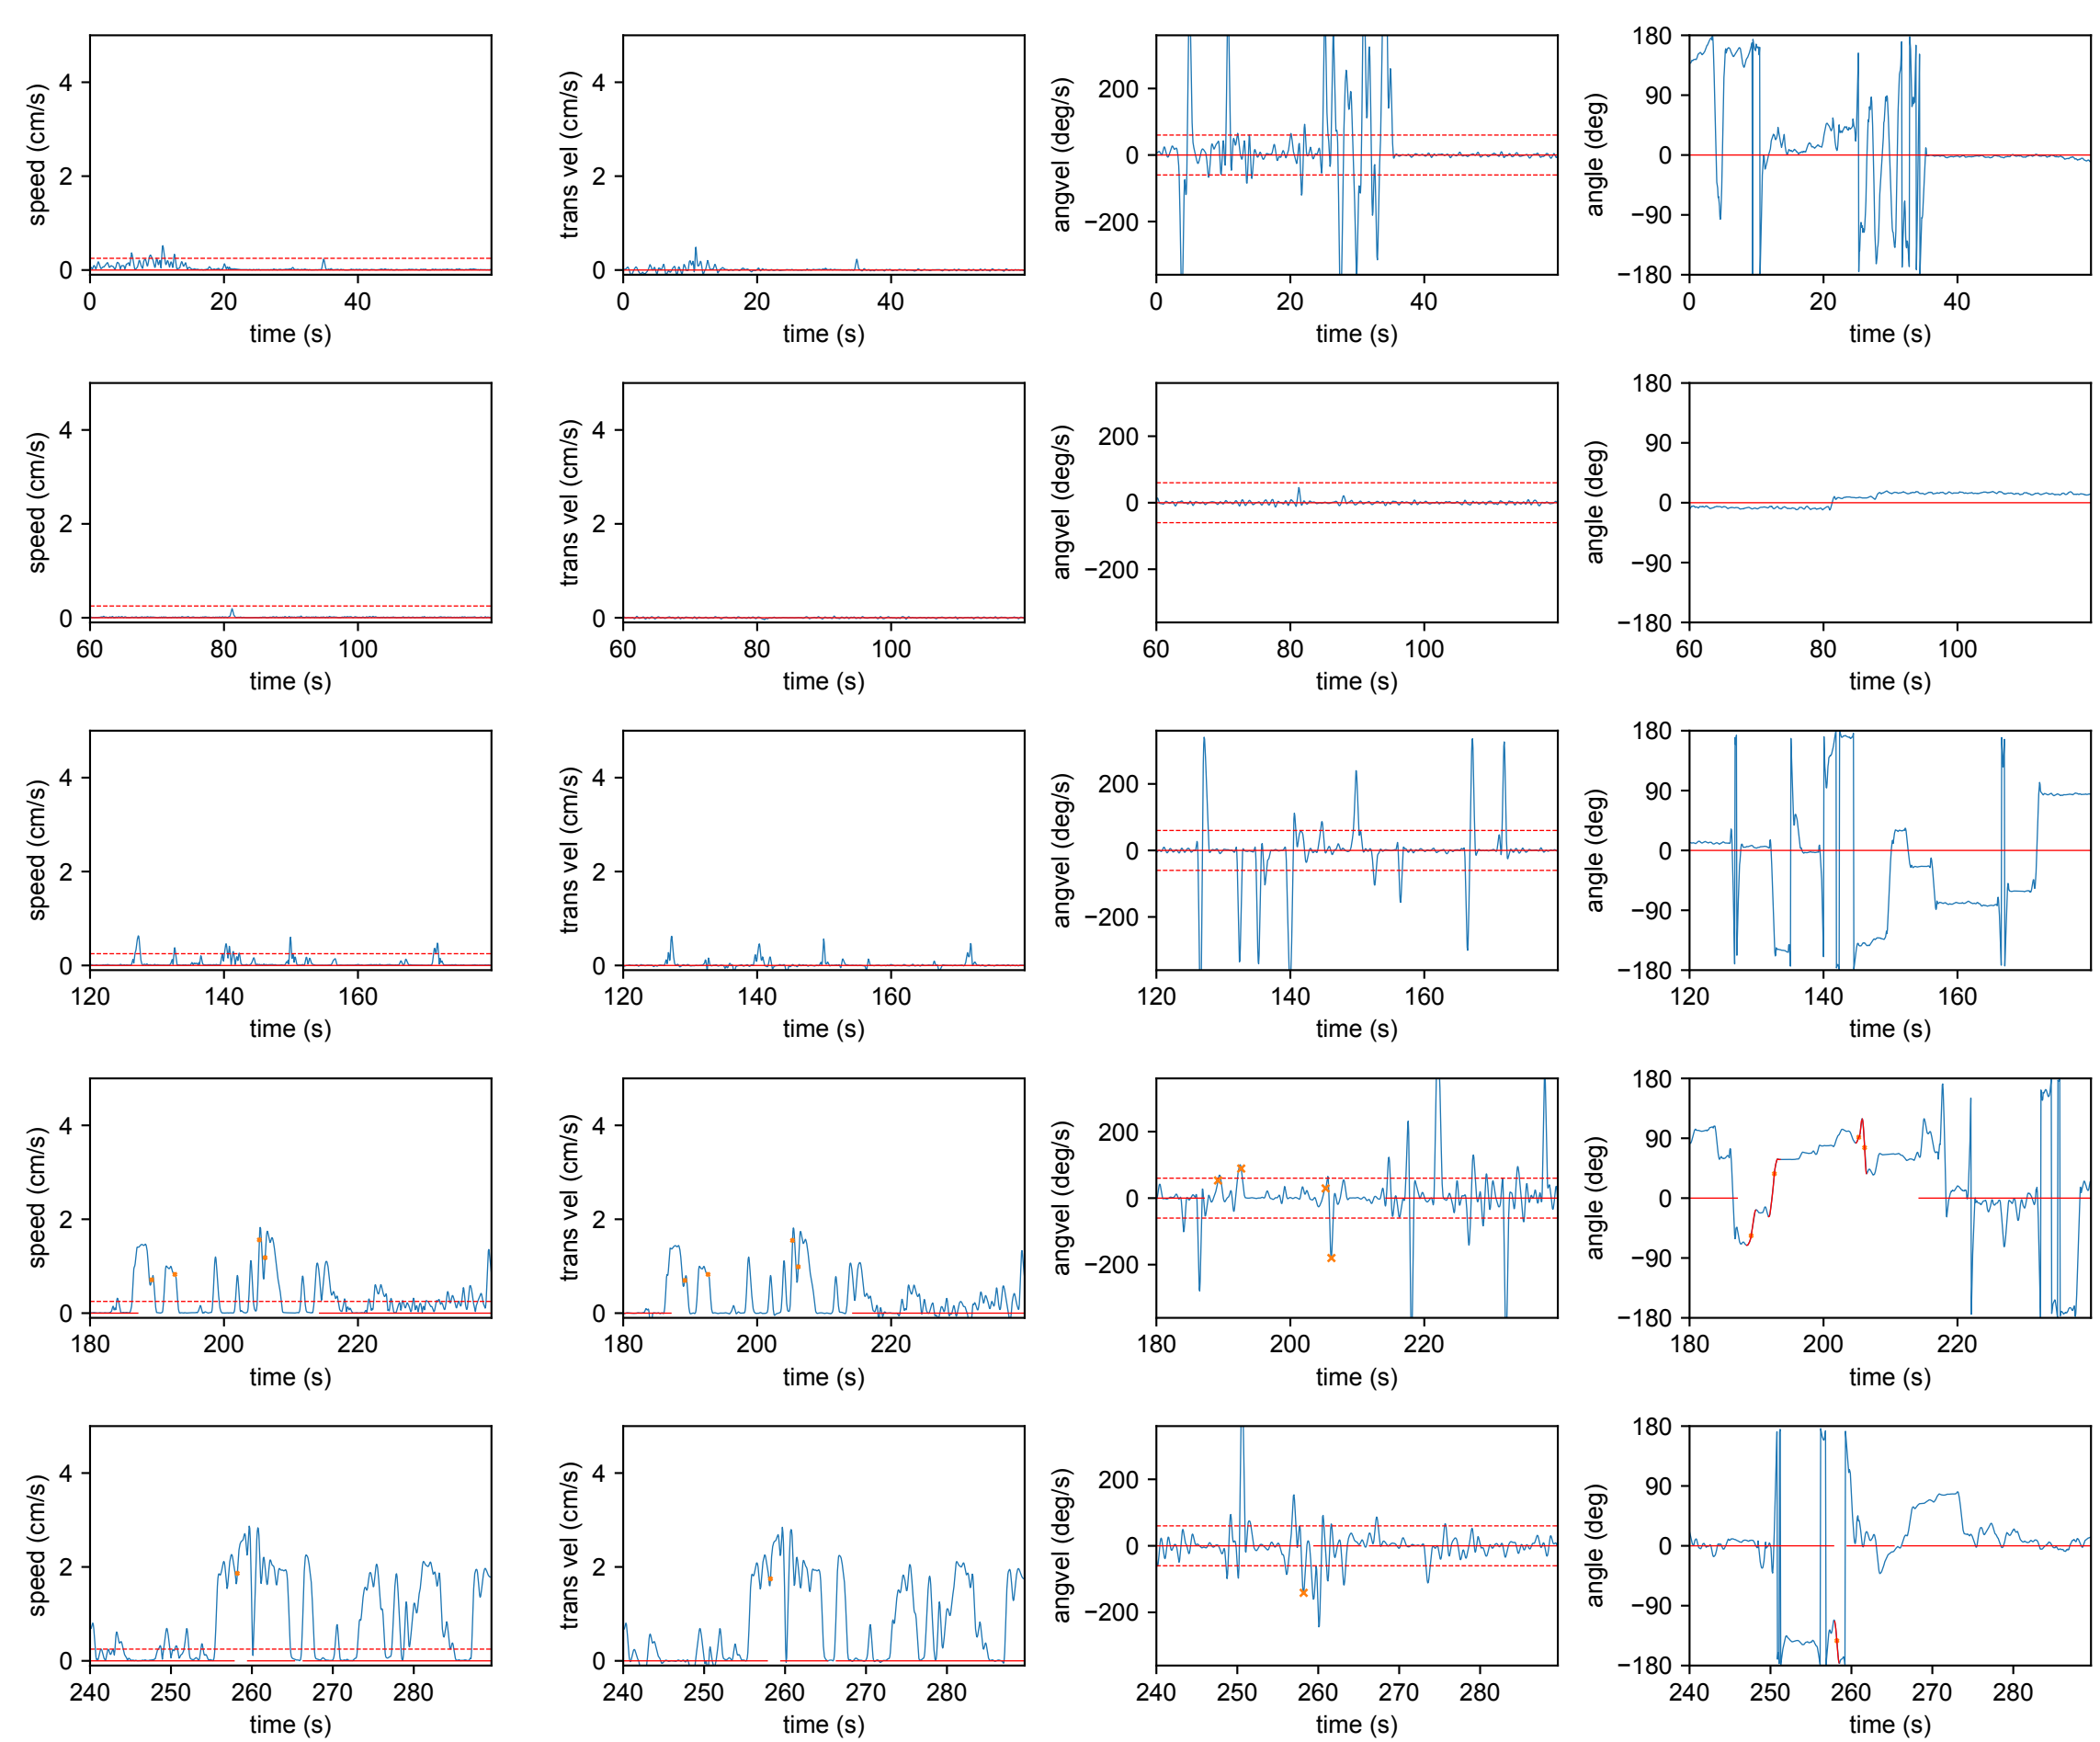 speed (cm/s)
4
2
0
0 20 40
time (s)
trans vel (cm/s)
4
2
0
0 20 40
time (s)
angvel (deg/s)
200
0
−200
0 20 40
time (s)
angle (deg)
180
90
0
−90
−180
0 20 40
time (s)
speed (cm/s)
4
2
0
60 80 100
time (s)
trans vel (cm/s)
4
2
0
60 80 100
time (s)
angvel (deg/s)
200
0
−200
60 80 100
time (s)
angle (deg)
180
90
0
−90
−180
60 80 100
time (s)
speed (cm/s)
4
2
0
120 140 160
time (s)
trans vel (cm/s)
4
2
0
120 140 160
time (s)
angvel (deg/s)
200
0
−200
120 140 160
time (s)
angle (deg)
180
90
0
−90
−180
120 140 160
time (s)
speed (cm/s)
4
2
0
180 200 220
time (s)
trans vel (cm/s)
4
2
0
180 200 220
time (s)
angvel (deg/s)
200
0
−200
180 200 220
time (s)
angle (deg)
180
90
0
−90
−180
180 200 220
time (s)
speed (cm/s)
4
2
0
240 250 260 270 280
time (s)
trans vel (cm/s)
4
2
0
240 250 260 270 280
time (s)
angvel (deg/s)
200
0
−200
240 250 260 270 280
time (s)
angle (deg)
180
90
0
−90
−180
240 250 260 270 280
time (s)